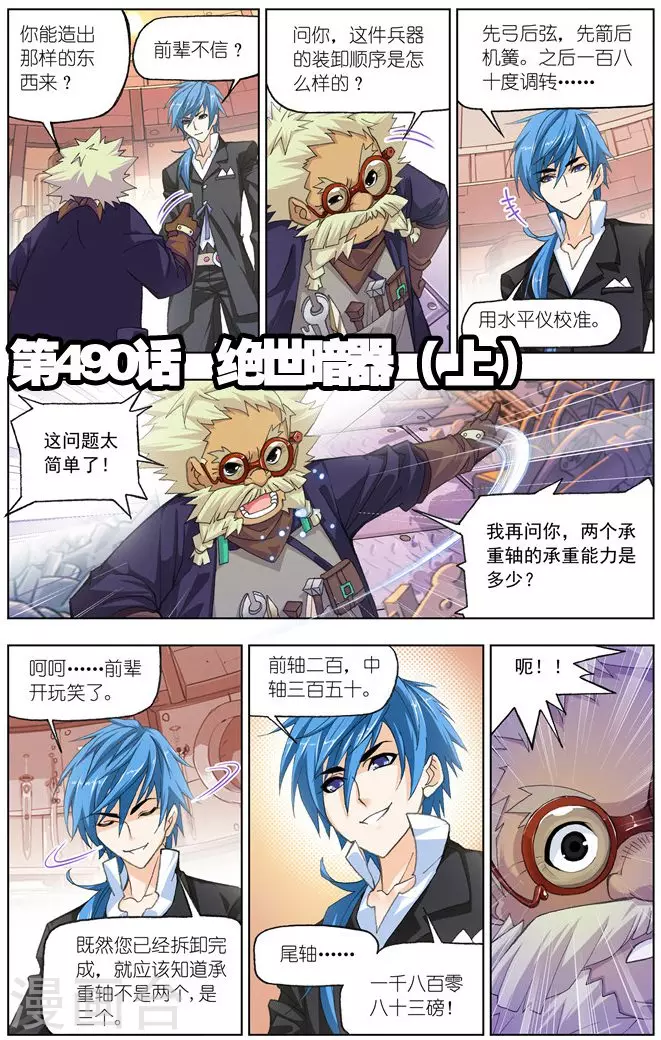 你能造出
那样的东
西来？
前辈不信？
问你，这件兵器
的装卸顺序是怎
么样的？
先弓后弦，先箭后
机簧。之后一百八
十度调转……
用水平仪校准。
第490话 绝世暗器（上）
这问题太
简单了！
我再问你，两个承
重轴的承重能力是
多少？
呵呵……前辈
开玩笑了。
既然您已经拆卸完
成，就应该知道承
重轴不是两个,是
三个。
前轴二百，中
轴三百五十。
尾轴……
一千八百零
八十三磅！
呃！！
漫画台